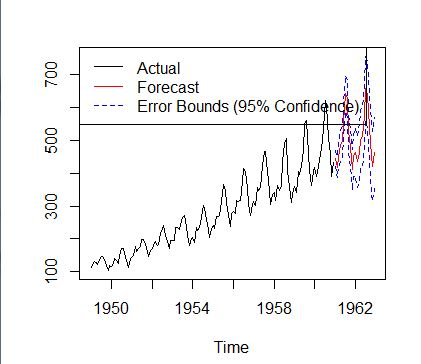 Actual
Forecast
Error Bounds (95% Confidence)
700
500
300
100
1950 1954 1958 1962
Time